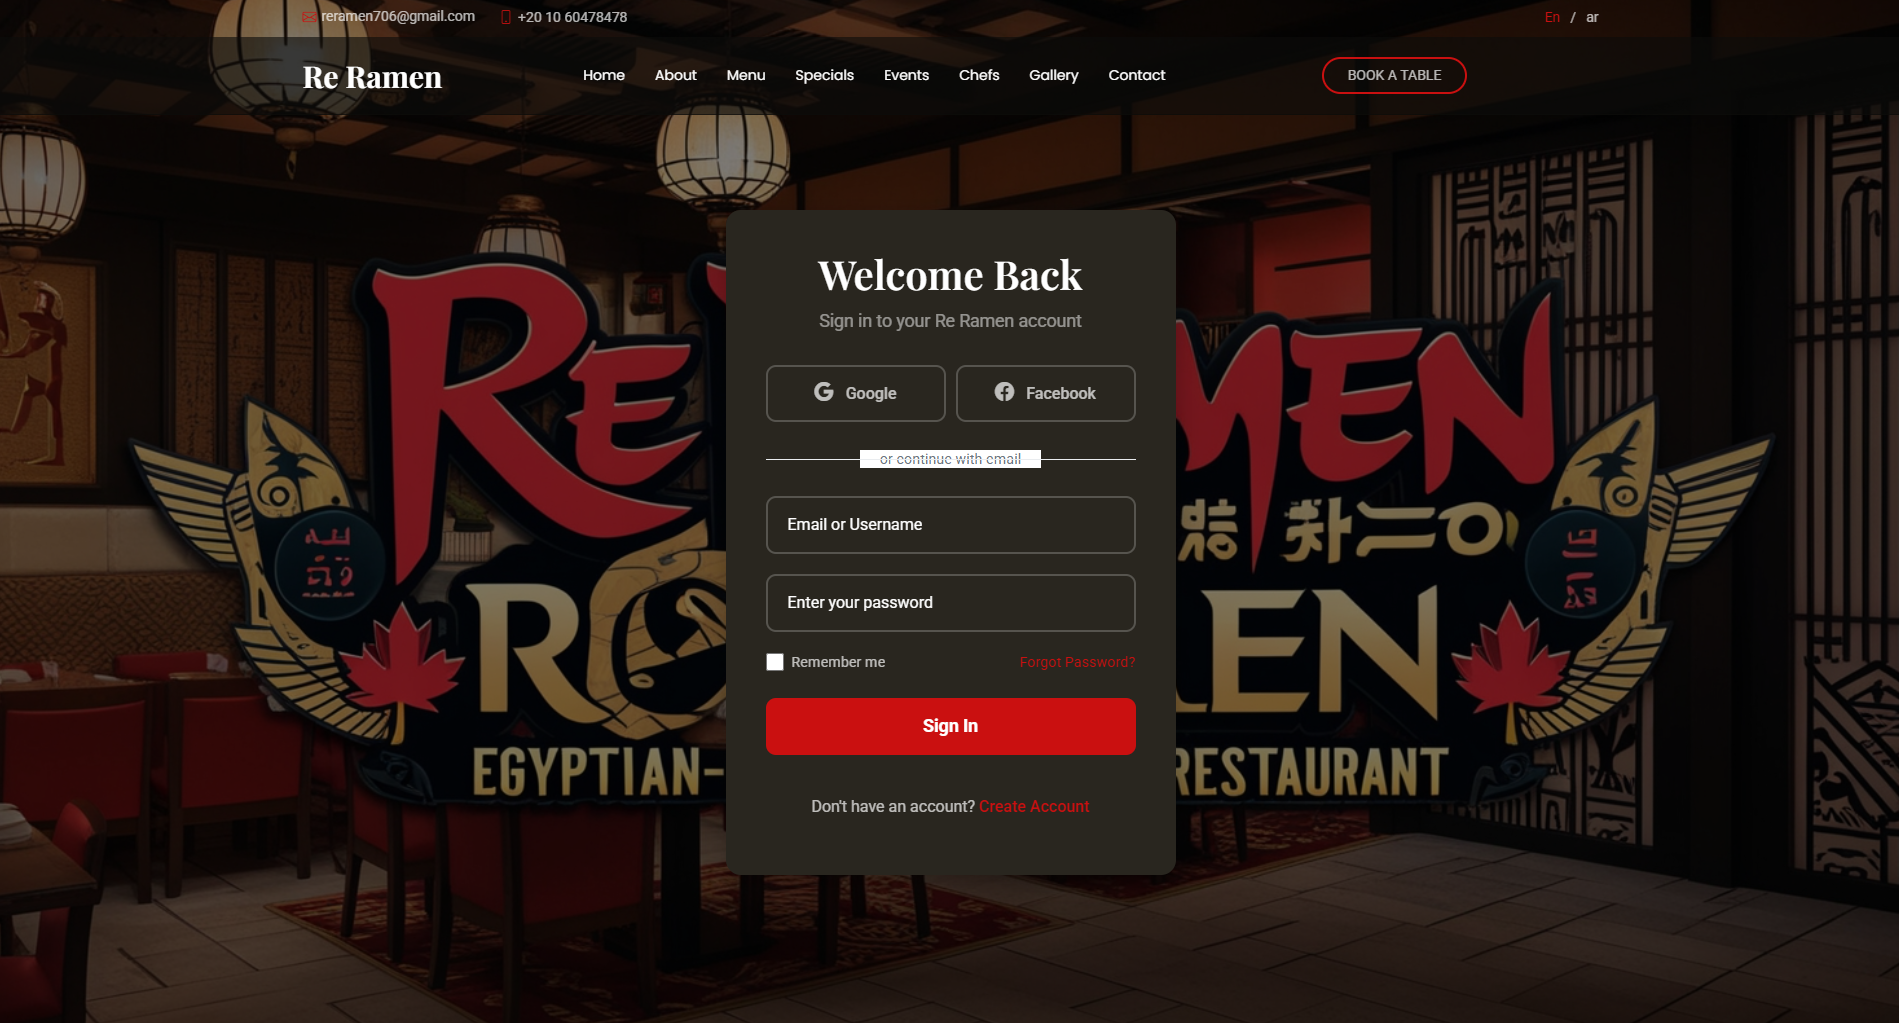 reramen706@gmail.com +20 10 60478478 En / ar
Re Ramen Home About Menu Specials Events Chefs Gallery Contact BOOK A TABLE
Welcome Back
Sign in to your Re Ramen account
Google Facebook
or continue with email
Email or Username
Enter your password
Remember me Forgot Password?
Sign In
Don't have an account? Create Account
RE MEN
EN
EGYPTIAN- RESTAURANT